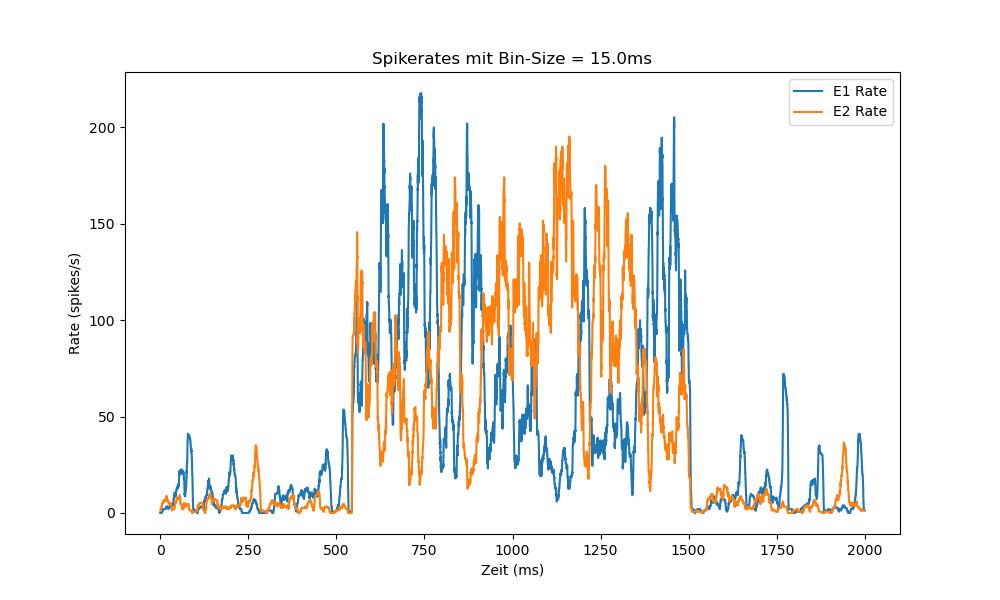 Spikerates mit Bin-Size = 15.0ms
E1 Rate
E2 Rate
200
150
100
50
0
Rate (spikes/s)
0 250 500 750 1000 1250 1500 1750 2000
Zeit (ms)